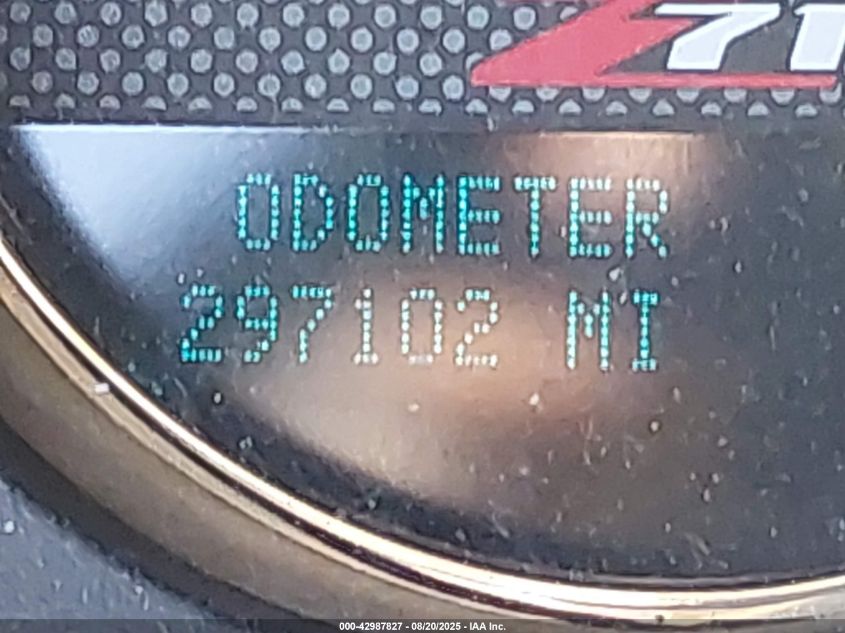 Z71
ODOMETER
297102 MI
000-42987827 - 08/20/2025 - IAA Inc.